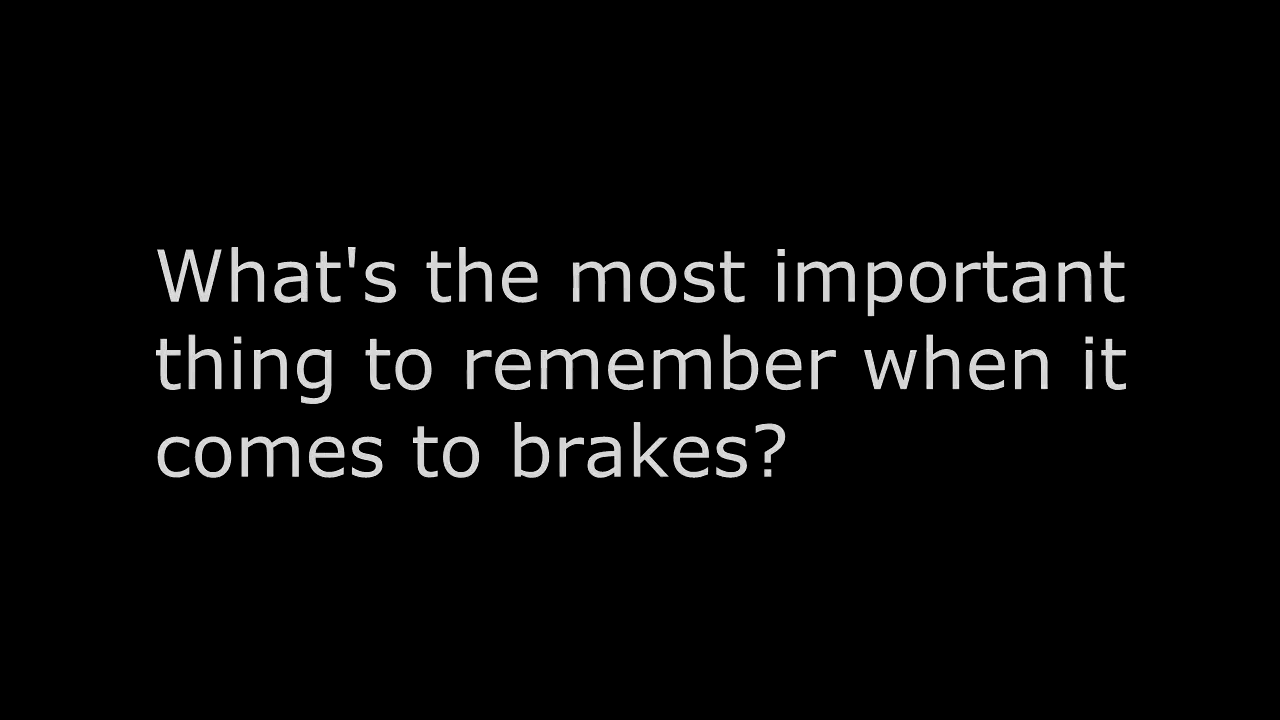 What's the most important
thing to remember when it
comes to brakes?